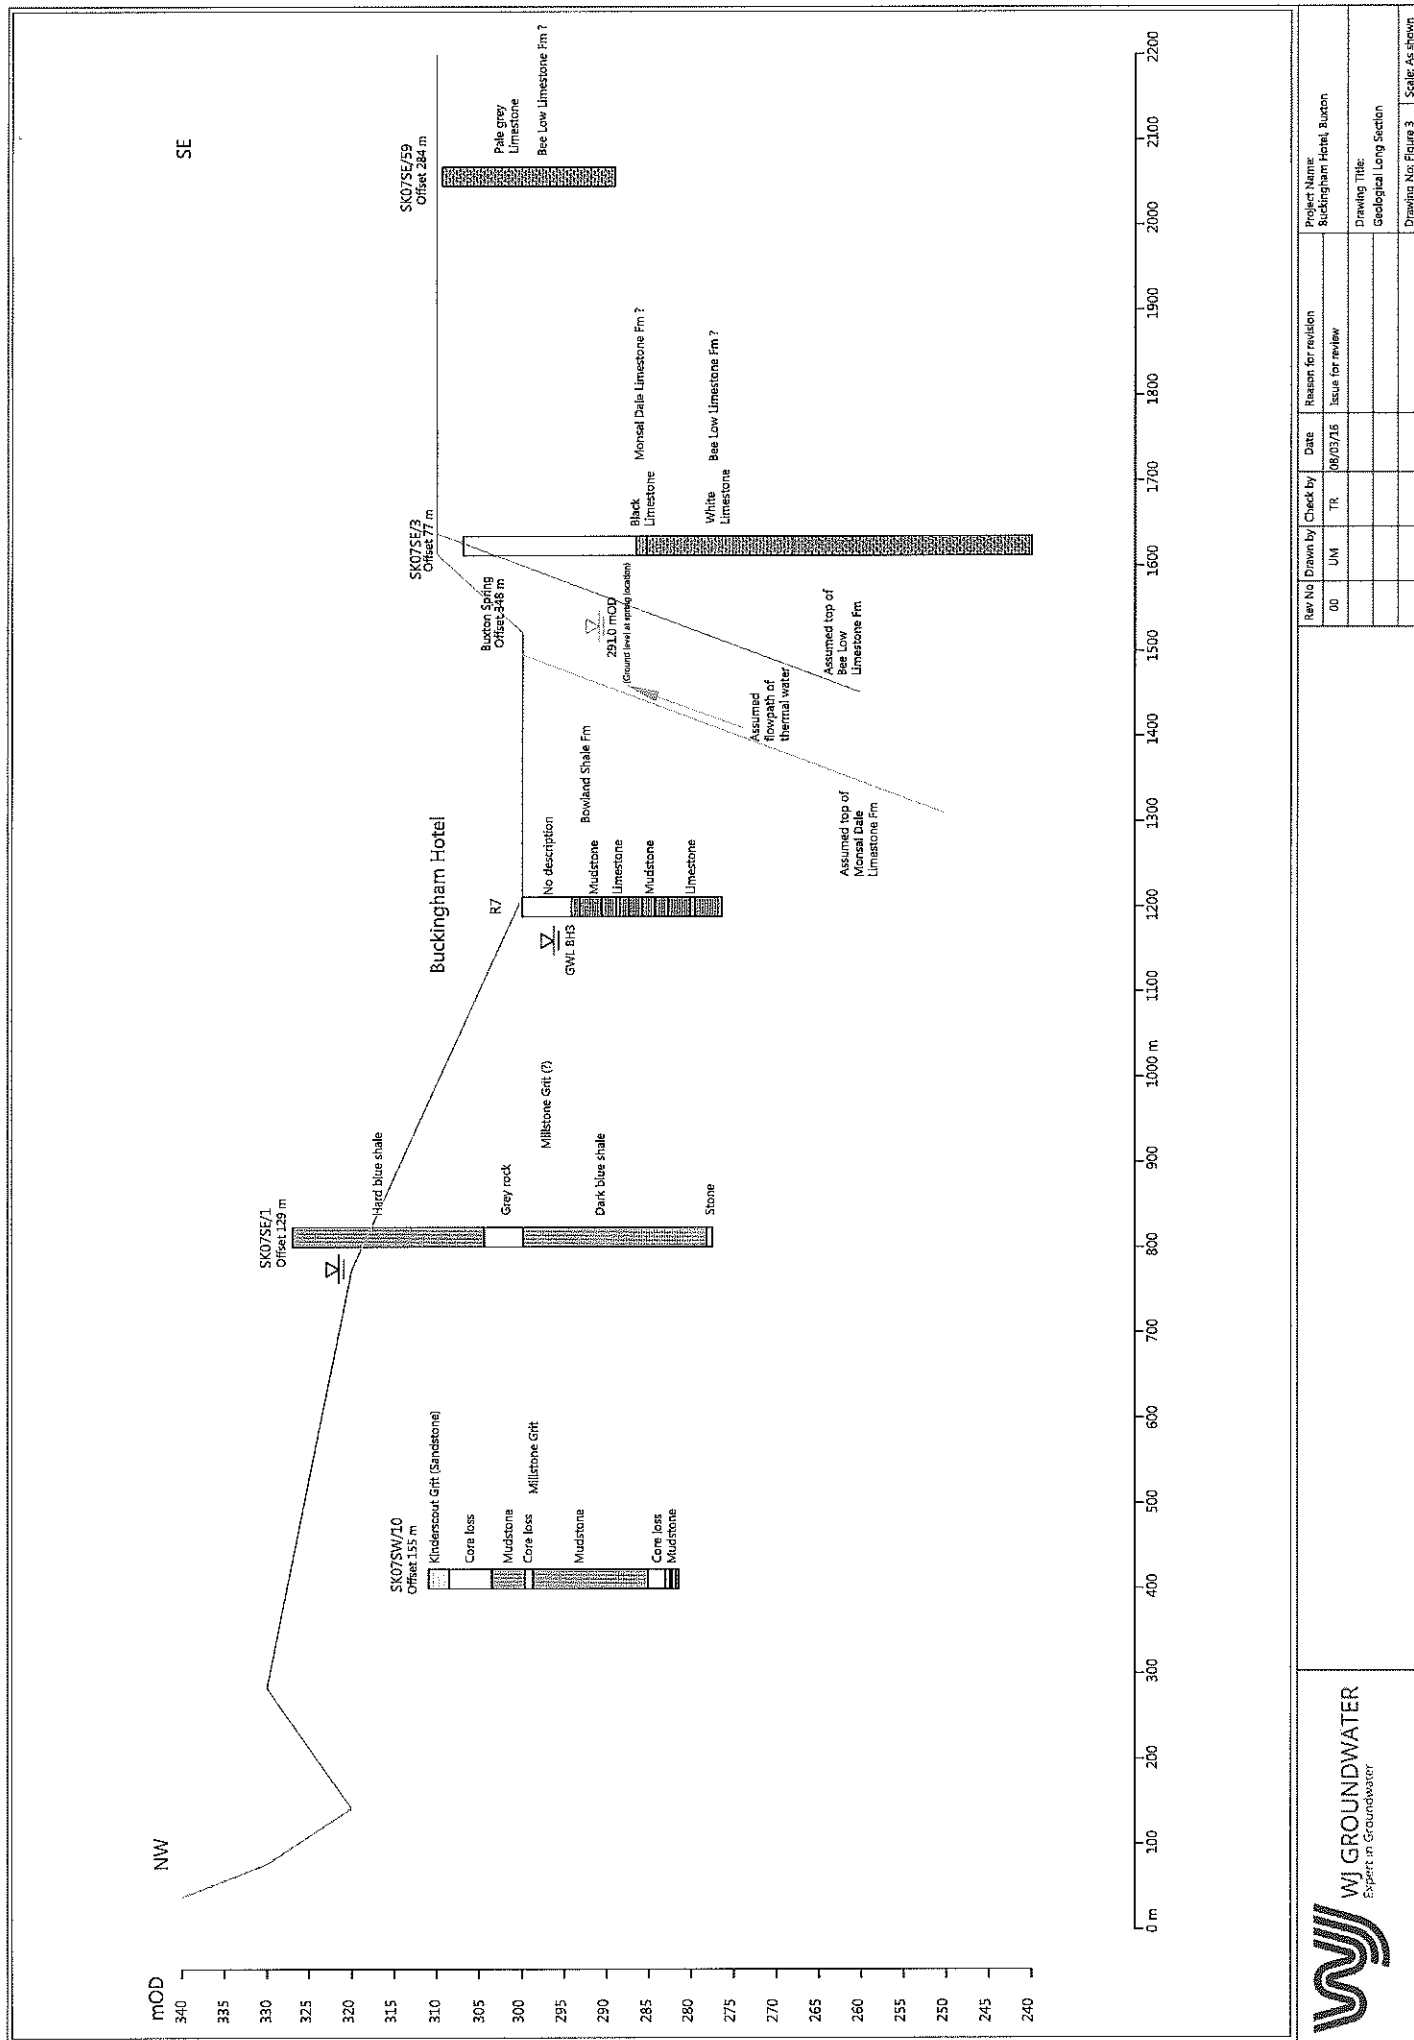 NW
SE
mOD
340
335
330
325
320
315
310
305
300
295
290
285
280
275
270
265
260
255
250
245
240
SK07SW/10
Offset 155 m
Kinderscout Grit (Sandstone)
Core loss
Mudstone
Core loss
Millstone Grit
Mudstone
Core loss
Mudstone
SK07SE/1
Offset 129 m
Hard blue shale
Grey rock
Millstone Grit (?)
Dark blue shale
Stone
Buckingham Hotel
R7
GWL BH3
No description
Bowland Shale Fm
Mudstone
Limestone
Mudstone
Limestone
Buxton Spring
Offset 348 m
291.0 mOD
(Ground level at spring location)
Assumed
flowpath of
thermal water
Assumed top of
Monsal Dale
Limestone Fm
Assumed top of
Bee Low
Limestone Fm
SK07SE/3
Offset 77 m
Black
Limestone
Monsal Dale Limestone Fm ?
White
Limestone
Bee Low Limestone Fm ?
SK07SE/59
Offset 284 m
Pale grey
Limestone
Bee Low Limestone Fm ?
0 m
100
200
300
400
500
600
700
800
900
1000 m
1100
1200
1300
1400
1500
1600
1700
1800
1900
2000
2100
2200
WJ GROUNDWATER
Expert in Groundwater
Rev No Drawn by Check by Date Reason for revision
00 UM TR 08/03/16 Issue for review
Project Name:
Buckingham Hotel, Buxton
Drawing Title:
Geological Long Section
Drawing No: Figure 3 Scale: As shown